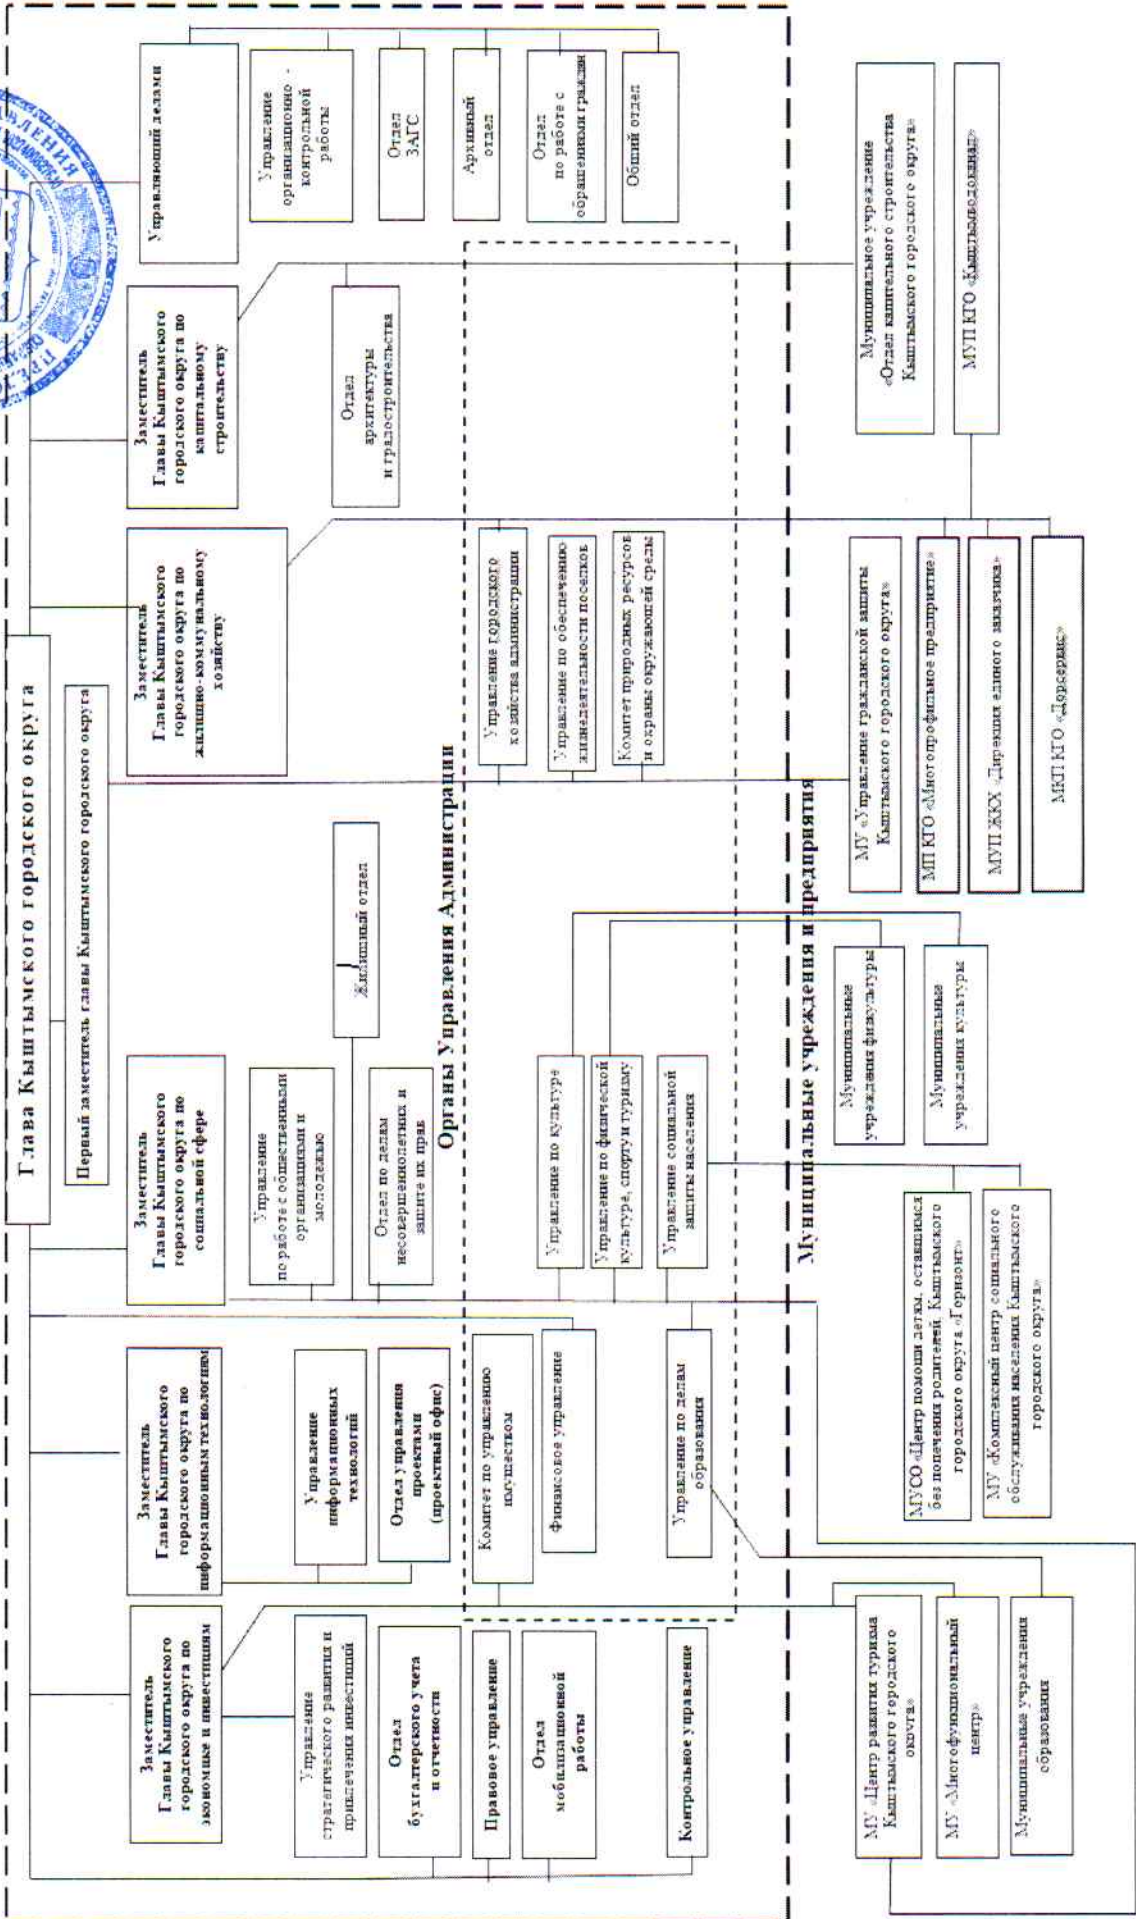 Глава Кыштымского городского округа
Первый заместитель главы Кыштымского городского округа
Заместитель
Главы Кыштымского
городского округа по
экономике и инвестициям
Заместитель
Главы Кыштымского
городского округа по
информационным технологиям
Заместитель
Главы Кыштымского
городского округа по
социальной сфере
Заместитель
Главы Кыштымского
городского округа по
жилищно-коммунальному
хозяйству
Заместитель
Главы Кыштымского
городского округа по
капитальному
строительству
Управляющий делами
Управление
стратегического развития и
привлечения инвестиций
Отдел
бухгалтерского учета
и отчетности
Правовое управление
Отдел
мобилизационной
работы
Контрольное управление
Управление
информационных
технологий
Отдел управления
проектами
(проектный офис)
Управление
по работе с общественными
организациями и
молодежью
Отдел по делам
несовершеннолетних и
защите их прав
Жилищный отдел
Отдел
архитектуры
и градостроительства
Управление
организационно -
контрольной
работы
Отдел
ЗАГС
Архивный
отдел
Отдел
по работе с
обращениями граждан
Общий отдел
Органы Управления Администрации
Комитет по управлению
имуществом
Финансовое управление
Управление по делам
образования
Управление по культуре
Управление по физической
культуре, спорту и туризму
Управление социальной
защиты населения
Управление городского
хозяйства администрации
Управление по обеспечению
жизнедеятельности поселков
Комитет природных ресурсов
и охраны окружающей среды
Муниципальные учреждения и предприятия
МУ «Центр развития туризма
Кыштымского городского
округа»
МУ «Многофункциональный
центр»
Муниципальные учреждения
образования
МУСО «Центр помощи детям, оставшимся
без попечения родителей, Кыштымского
городского округа «Горизонт»
МУ «Комплексный центр социального
обслуживания населения Кыштымского
городского округа»
Муниципальные
учреждения физкультуры
Муниципальные
учреждения культуры
МУ «Управление гражданской защиты
Кыштымского городского округа»
МП КГО «Многопрофильное предприятие»
МУП ЖКХ «Дирекция единого заказчика»
МКП КГО «Дорсервис»
Муниципальное учреждение
«Отдел капительного строительства
Кыштымского городского округа»
МУП КГО «Кыштымводоканал»